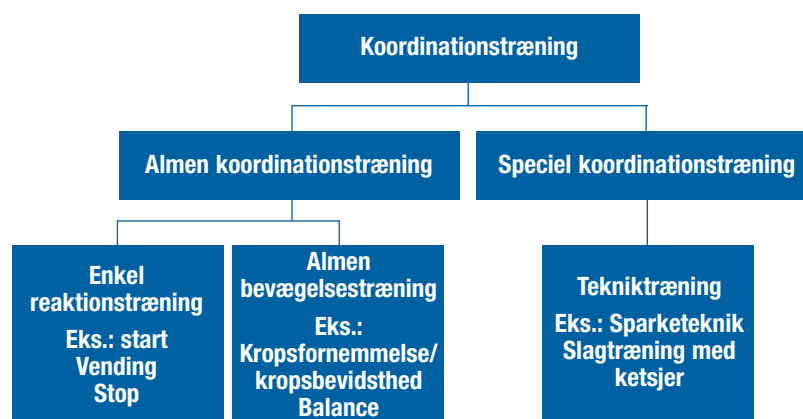 Koordinationstræning
Almen koordinationstræning
Speciel koordinationstræning
Enkel
reaktionstræning
Eks.: start
Vending
Stop
Almen
bevægelsestræning
Eks.:
Kropsfornemmelse/
kropsbevidsthed
Balance
Tekniktræning
Eks.: Sparketeknik
Slagtræning med
ketsjer